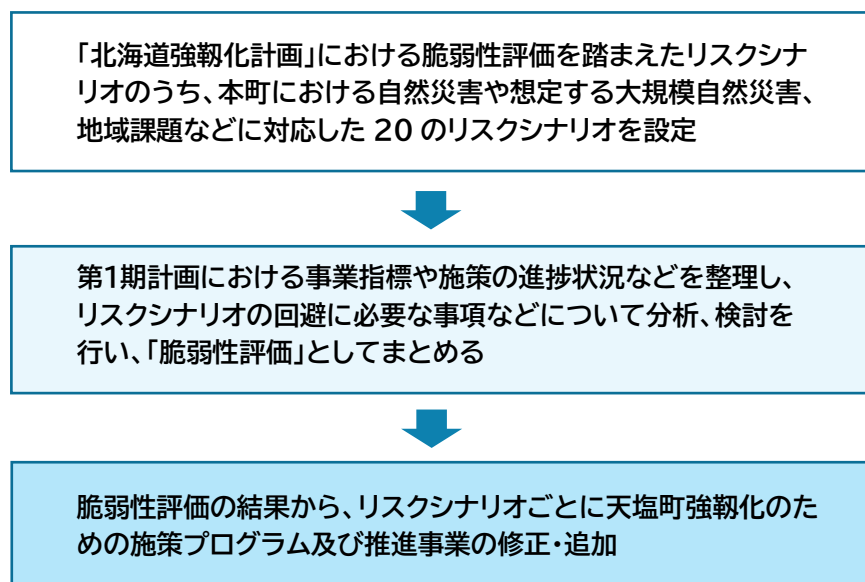 「北海道強靱化計画」における脆弱性評価を踏まえたリスクシナ
リオのうち、本町における自然災害や想定する大規模自然災害、
地域課題などに対応した 20 のリスクシナリオを設定
第1期計画における事業指標や施策の進捗状況などを整理し、
リスクシナリオの回避に必要な事項などについて分析、検討を
行い、「脆弱性評価」としてまとめる
脆弱性評価の結果から、リスクシナリオごとに天塩町強靱化のた
めの施策プログラム及び推進事業の修正・追加